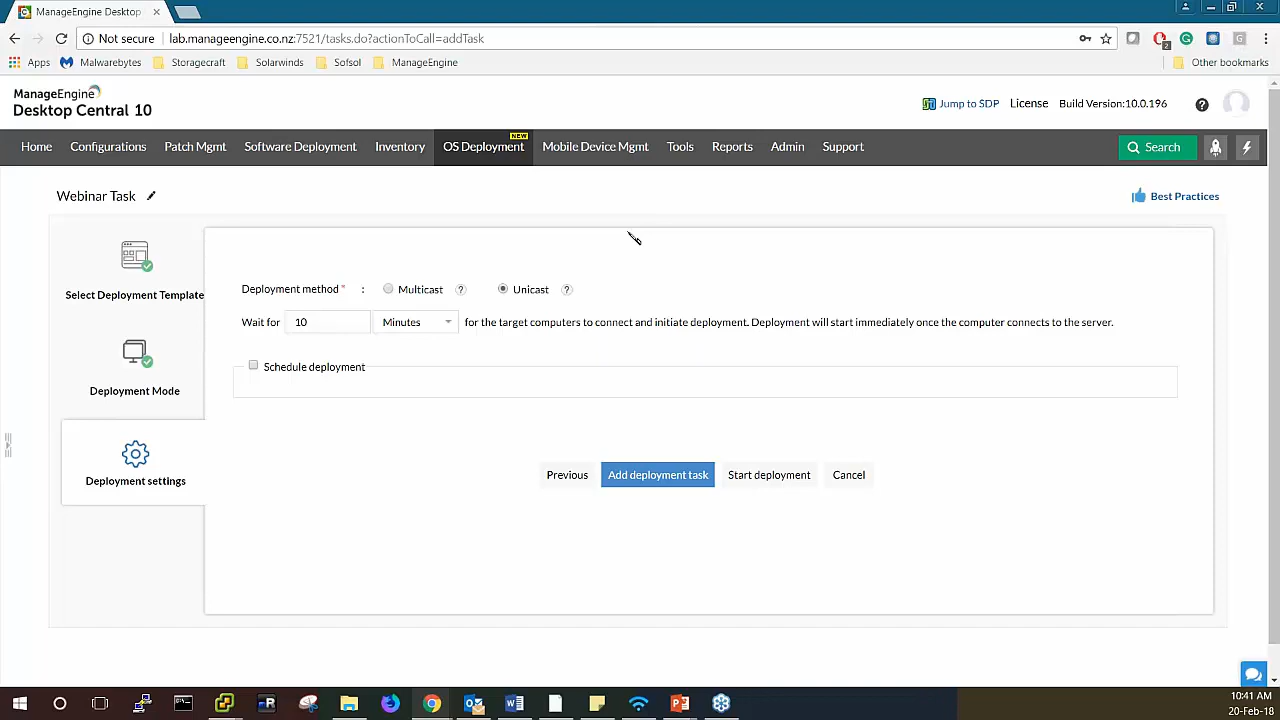 ManageEngine Desktop
Not secure lab.manageengine.co.nz:7521/tasks.do?actionToCall=addTask
2
G
Apps Malwarebytes Storagecraft Solarwinds Sofsol ManageEngine Other bookmarks
ManageEngine
Desktop Central 10
Jump to SDP License Build Version:10.0.196 ?
NEW
Home Configurations Patch Mgmt Software Deployment Inventory OS Deployment Mobile Device Mgmt Tools Reports Admin Support Search
Webinar Task Best Practices
Select Deployment Template
Deployment method* : Multicast ? Unicast ?
Wait for 10 Minutes for the target computers to connect and initiate deployment. Deployment will start immediately once the computer connects to the server.
Schedule deployment
Deployment Mode
Previous Add deployment task Start deployment Cancel
Deployment settings
10:41 AM
20-Feb-18